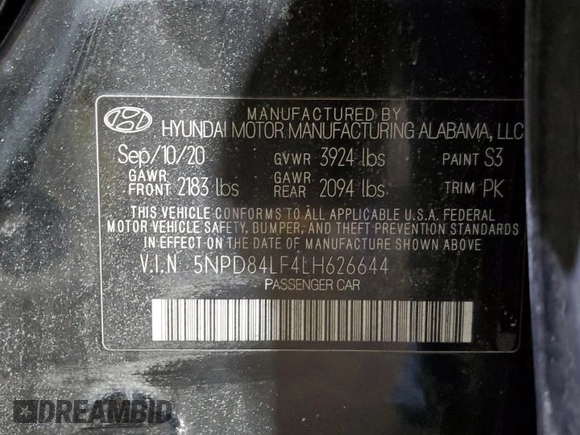 MANUFACTURED BY
HYUNDAI MOTOR MANUFACTURING ALABAMA, LLC
Sep/10/20 GVWR 3924 lbs PAINT S3
GAWR FRONT 2183 lbs GAWR REAR 2094 lbs TRIM PK
THIS VEHICLE CONFORMS TO ALL APPLICABLE U.S.A. FEDERAL
MOTOR VEHICLE SAFETY, BUMPER, AND THEFT PREVENTION STANDARDS
IN EFFECT ON THE DATE OF MANUFACTURE SHOWN ABOVE
V.I.N 5NPD84LF4LH626644
PASSENGER CAR
DREAMBID